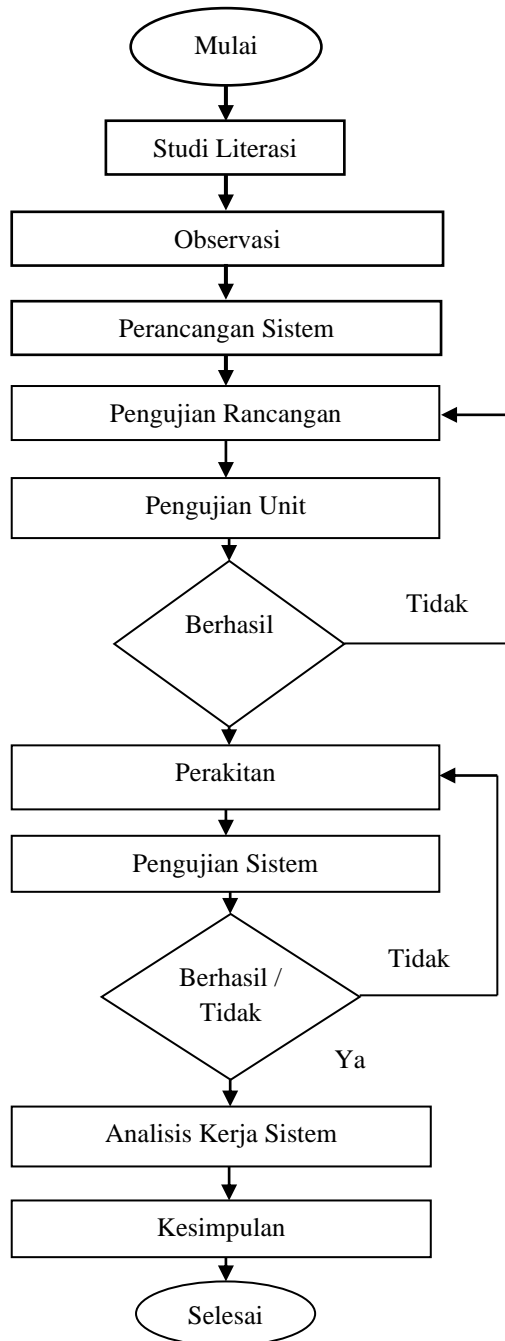 Mulai
Studi Literasi
Observasi
Perancangan Sistem
Pengujian Rancangan
Pengujian Unit
Berhasil
Tidak
Perakitan
Pengujian Sistem
Berhasil /
Tidak
Tidak
Ya
Analisis Kerja Sistem
Kesimpulan
Selesai